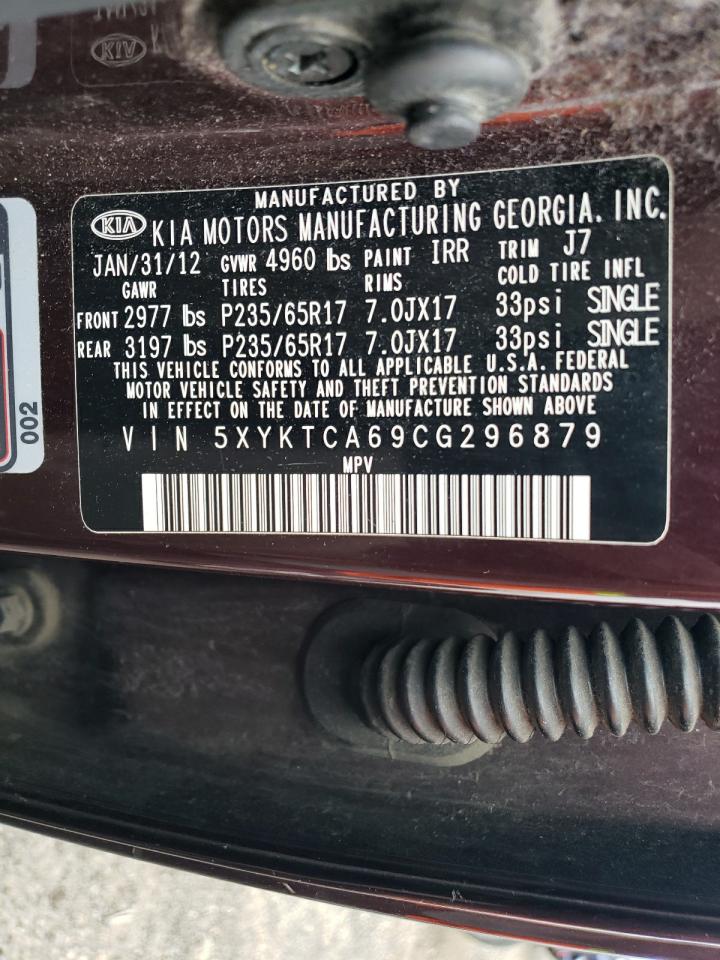 KIA
MANUFACTURED BY
KIA KIA MOTORS MANUFACTURING GEORGIA. INC.
JAN/31/12 GVWR 4960 lbs PAINT IRR TRIM J7
GAWR TIRES RIMS COLD TIRE INFL
FRONT 2977 lbs P235/65R17 7.0JX17 33psi SINGLE
REAR 3197 lbs P235/65R17 7.0JX17 33psi SINGLE
THIS VEHICLE CONFORMS TO ALL APPLICABLE U.S.A. FEDERAL
MOTOR VEHICLE SAFETY AND THEFT PREVENTION STANDARDS
IN EFFECT ON THE DATE OF MANUFACTURE SHOWN ABOVE
VIN 5XYKTCA69CG296879
MPV
002